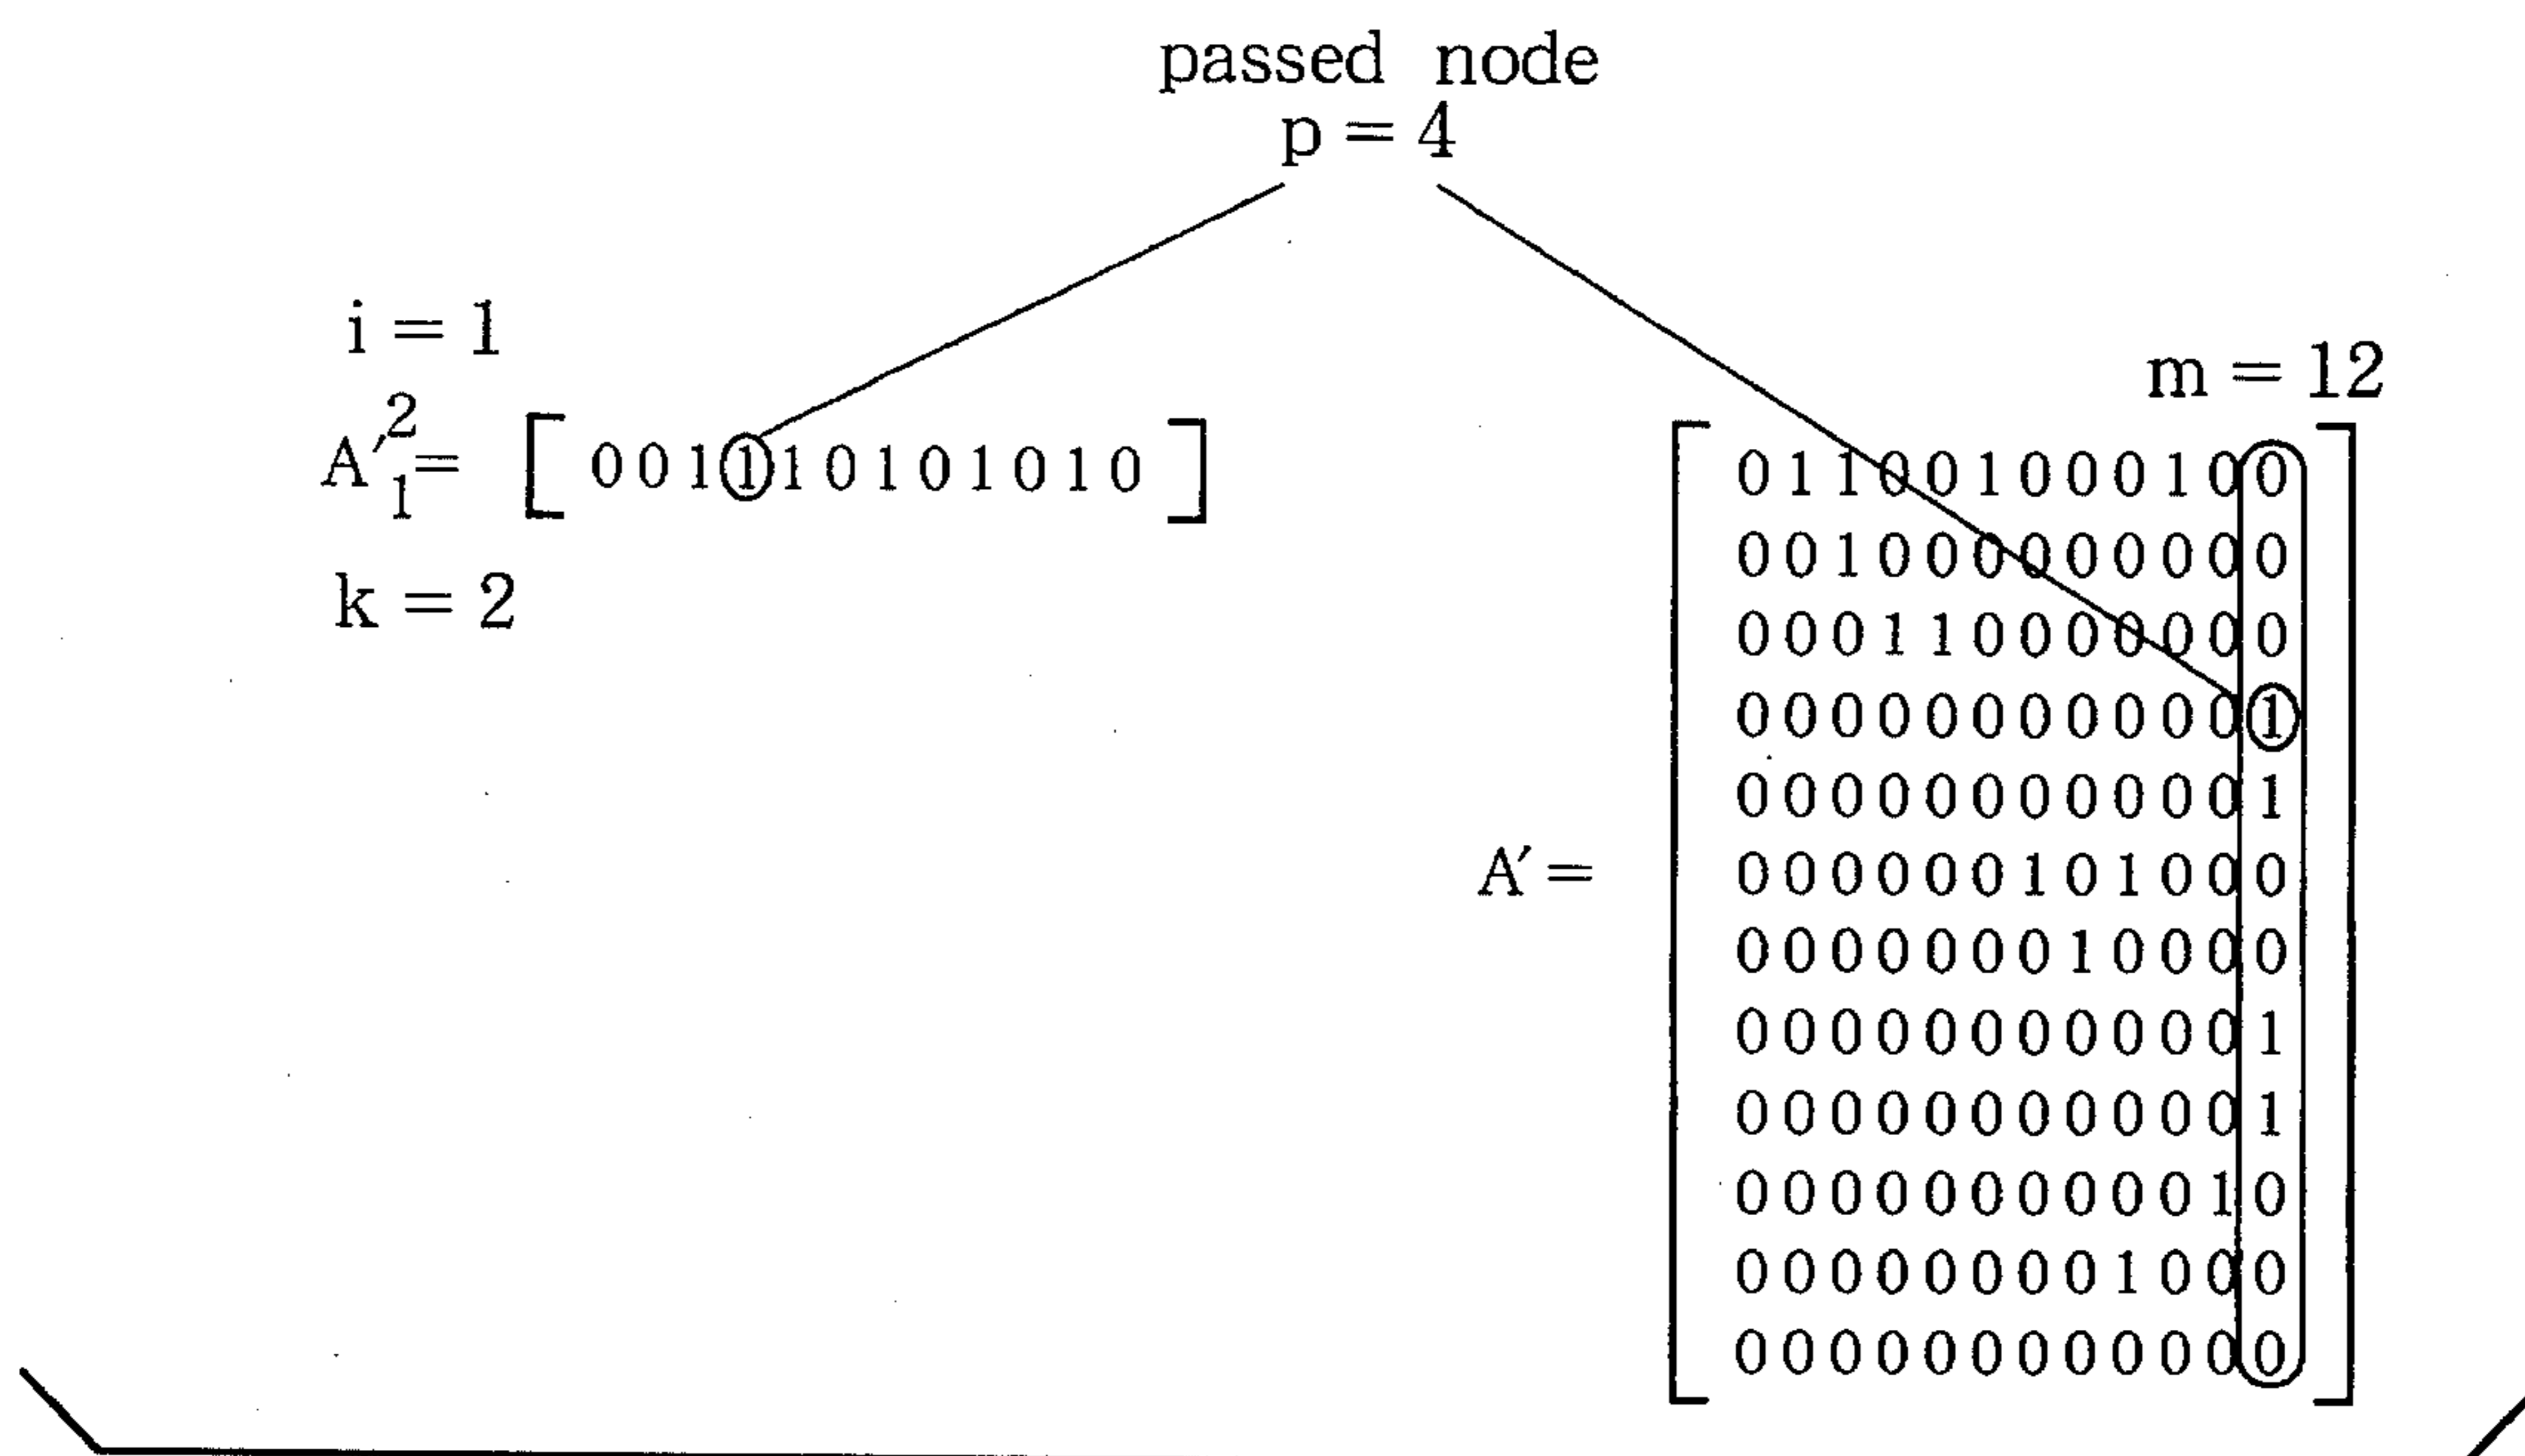 passed node
p = 4
i = 1
A′²₁= [ 0 0 1 1 1 0 1 0 1 0 1 0 ]
k = 2
m = 12
A′ =
0 1 1 0 0 1 0 0 0 1 0 0
0 0 1 0 0 0 0 0 0 0 0 0
0 0 0 1 1 0 0 0 0 0 0 0
0 0 0 0 0 0 0 0 0 0 0 1
0 0 0 0 0 0 0 0 0 0 0 1
0 0 0 0 0 0 1 0 1 0 0 0
0 0 0 0 0 0 0 1 0 0 0 0
0 0 0 0 0 0 0 0 0 0 0 1
0 0 0 0 0 0 0 0 0 0 0 1
0 0 0 0 0 0 0 0 0 0 1 0
0 0 0 0 0 0 0 0 1 0 0 0
0 0 0 0 0 0 0 0 0 0 0 0